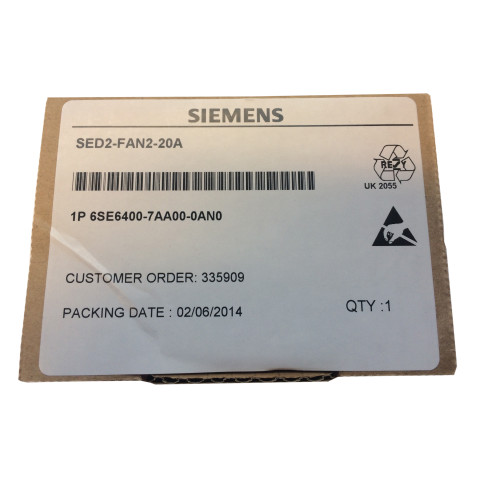 SIEMENS
SED2-FAN2-20A
RESY
UK 2055
1P 6SE6400-7AA00-0AN0
CUSTOMER ORDER: 335909
PACKING DATE : 02/06/2014
QTY :1